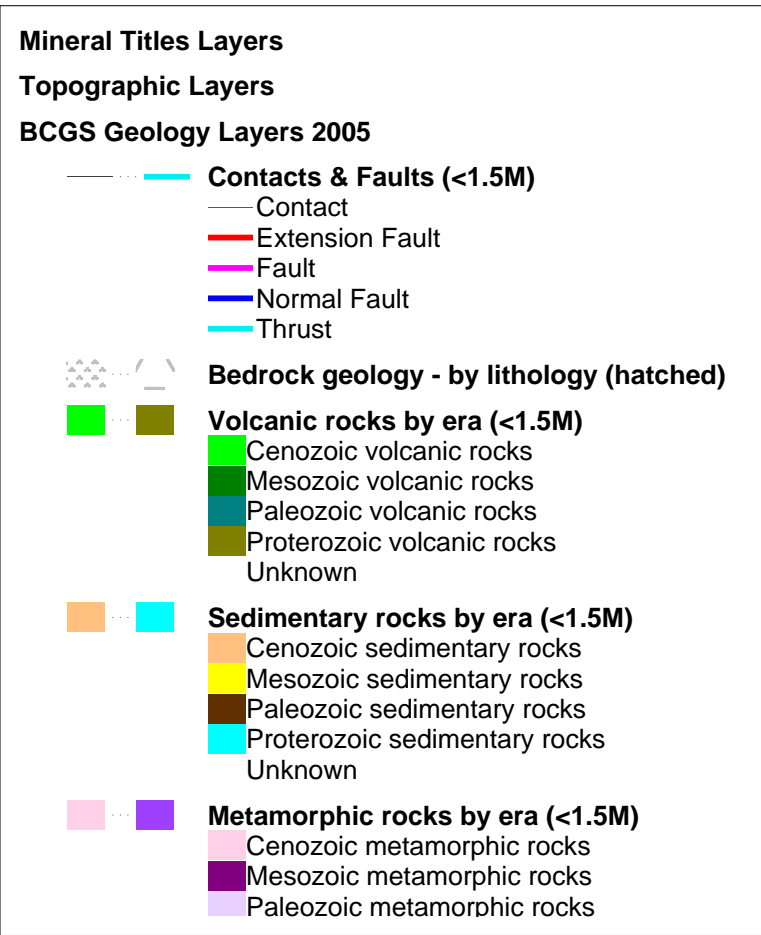 Mineral Titles Layers
Topographic Layers
BCGS Geology Layers 2005
Contacts & Faults (<1.5M)
Contact
Extension Fault
Fault
Normal Fault
Thrust
Bedrock geology - by lithology (hatched)
Volcanic rocks by era (<1.5M)
Cenozoic volcanic rocks
Mesozoic volcanic rocks
Paleozoic volcanic rocks
Proterozoic volcanic rocks
Unknown
Sedimentary rocks by era (<1.5M)
Cenozoic sedimentary rocks
Mesozoic sedimentary rocks
Paleozoic sedimentary rocks
Proterozoic sedimentary rocks
Unknown
Metamorphic rocks by era (<1.5M)
Cenozoic metamorphic rocks
Mesozoic metamorphic rocks
Paleozoic metamorphic rocks